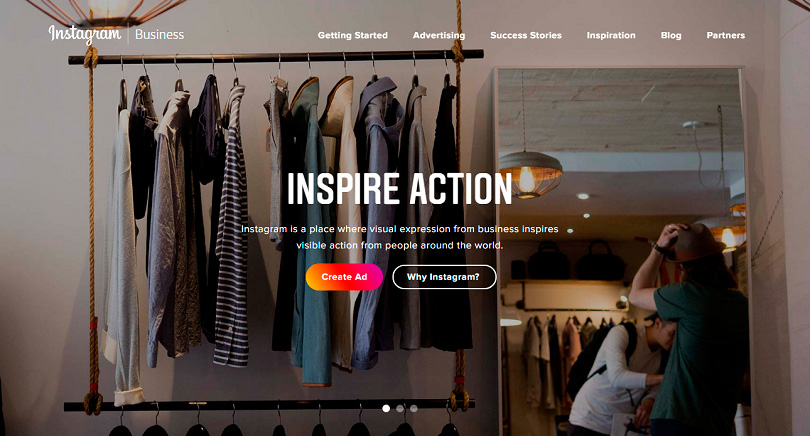 Instagram | Business
Getting Started
Advertising
Success Stories
Inspiration
Blog
Partners
INSPIRE ACTION
Instagram is a place where visual expression from business inspires
visible action from people around the world.
Create Ad
Why Instagram?